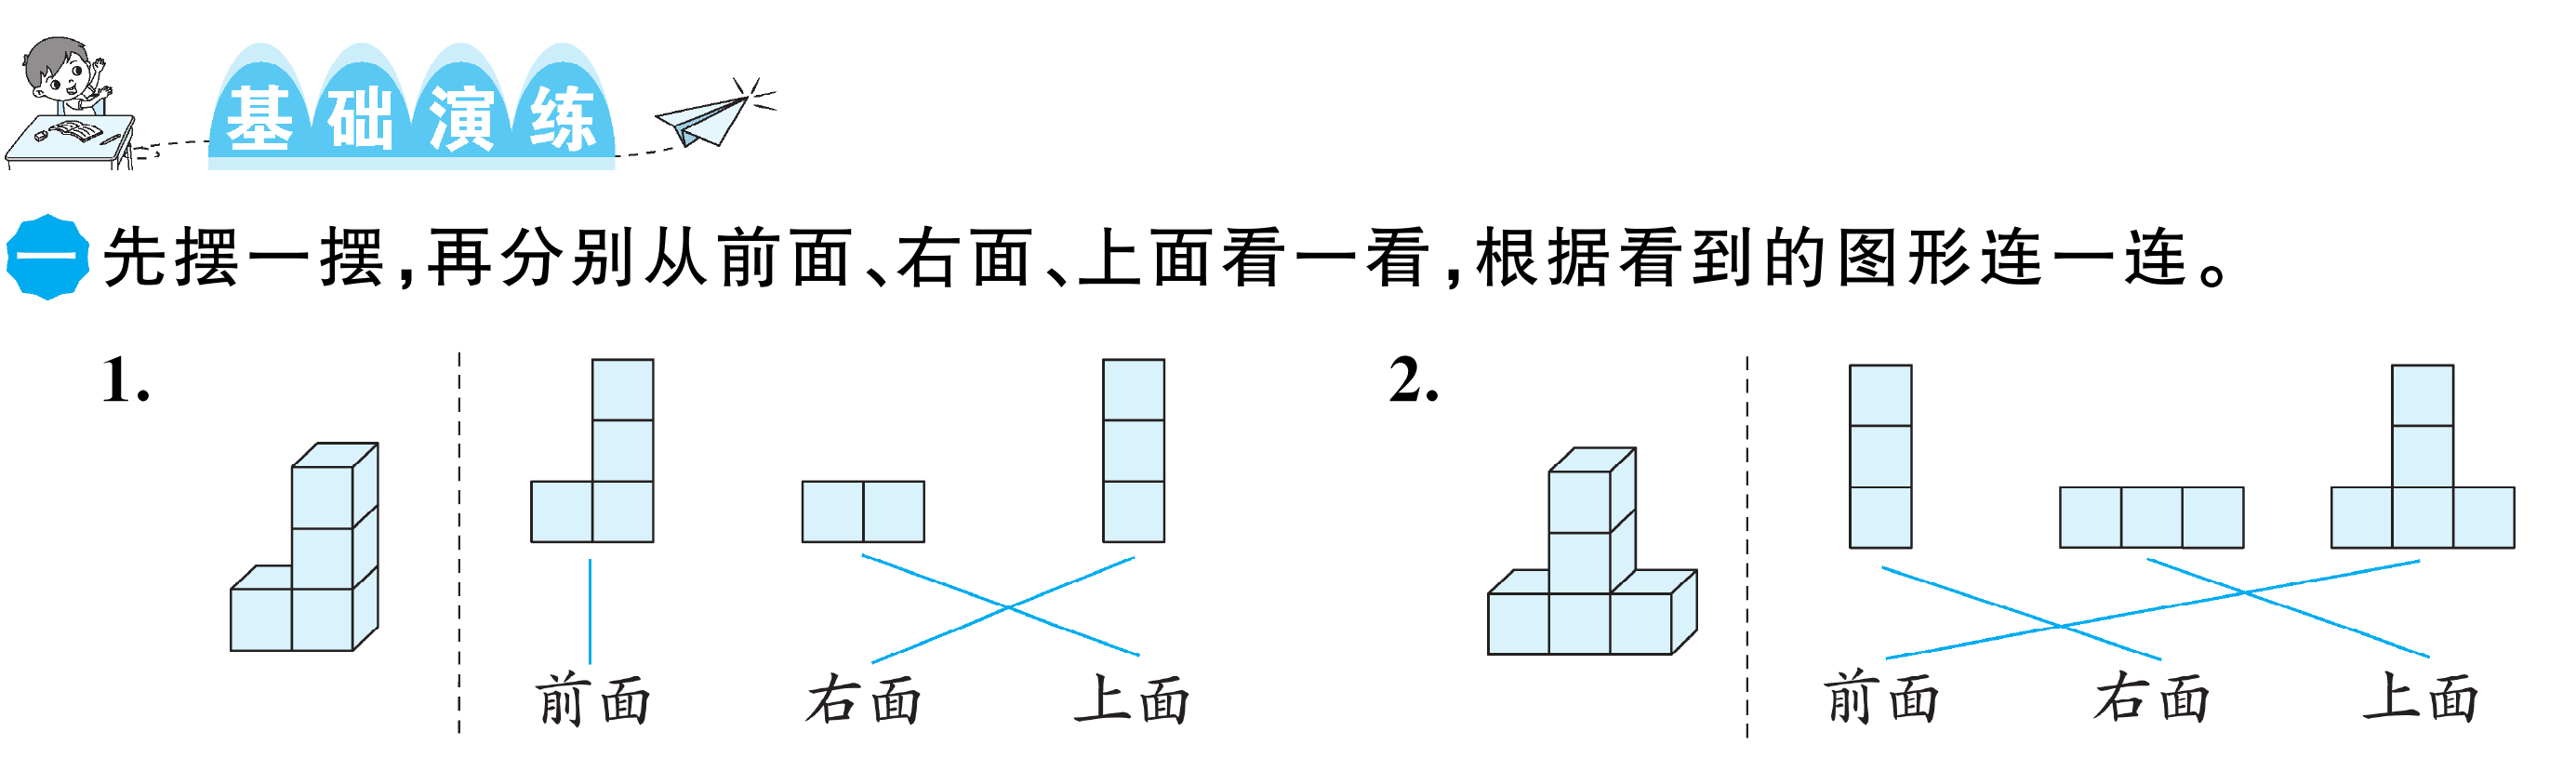 基础演练
一 先摆一摆,再分别从前面、右面、上面看一看,根据看到的图形连一连。
1.
前面 右面 上面
2.
前面 右面 上面